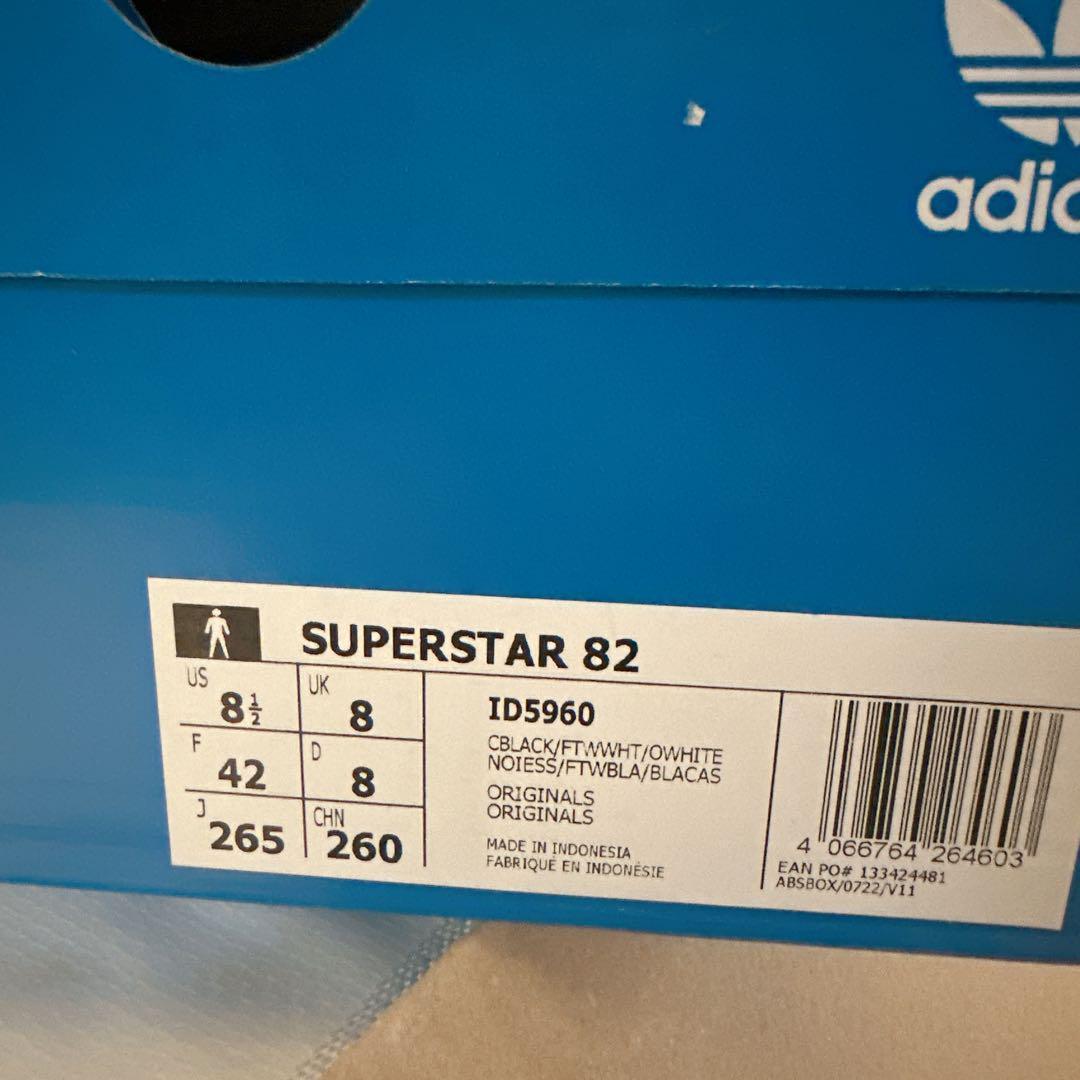 adid
SUPERSTAR 82
US 8½
UK 8
F 42
D 8
J 265
CHN 260
ID5960
CBLACK/FTWWHT/OWHITE
NOIESS/FTWBLA/BLACAS
ORIGINALS
ORIGINALS
MADE IN INDONESIA
FABRIQUÉ EN INDONÉSIE
4 066764 264603
EAN PO# 133424481
ABSBOX/0722/V11